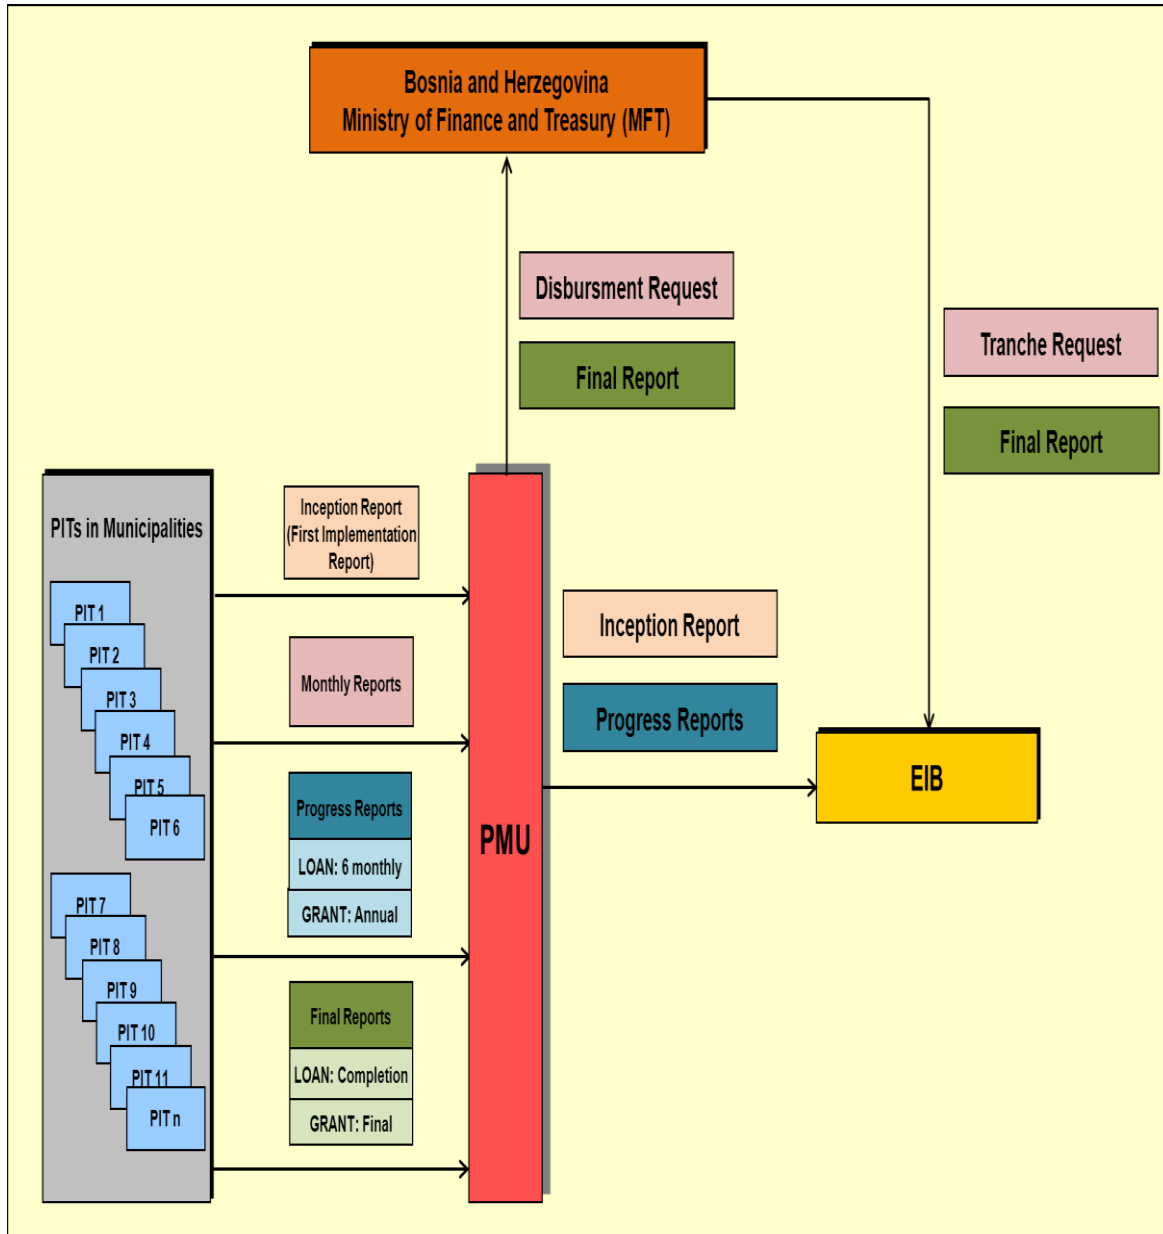 Bosnia and Herzegovina
Ministry of Finance and Treasury (MFT)
Disbursment Request
Final Report
Tranche Request
Final Report
PITs in Municipalities
PIT 1
PIT 2
PIT 3
PIT 4
PIT 5
PIT 6
PIT 7
PIT 8
PIT 9
PIT 10
PIT 11
PIT n
Inception Report
(First Implementation
Report)
Monthly Reports
Progress Reports
LOAN: 6 monthly
GRANT: Annual
Final Reports
LOAN: Completion
GRANT: Final
PMU
Inception Report
Progress Reports
EIB